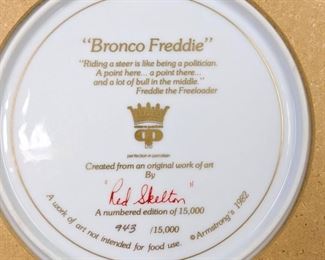 "Bronco Freddie"
"Riding a steer is like being a politician.
A point here... a point there...
and a lot of bull in the middle."
Freddie the Freeloader
perfection in porcelain
Created from an original work of art
By
"Red Skelton"
A numbered edition of 15,000
943 /15,000
A work of art not intended for food use.
© Armstrong's 1982